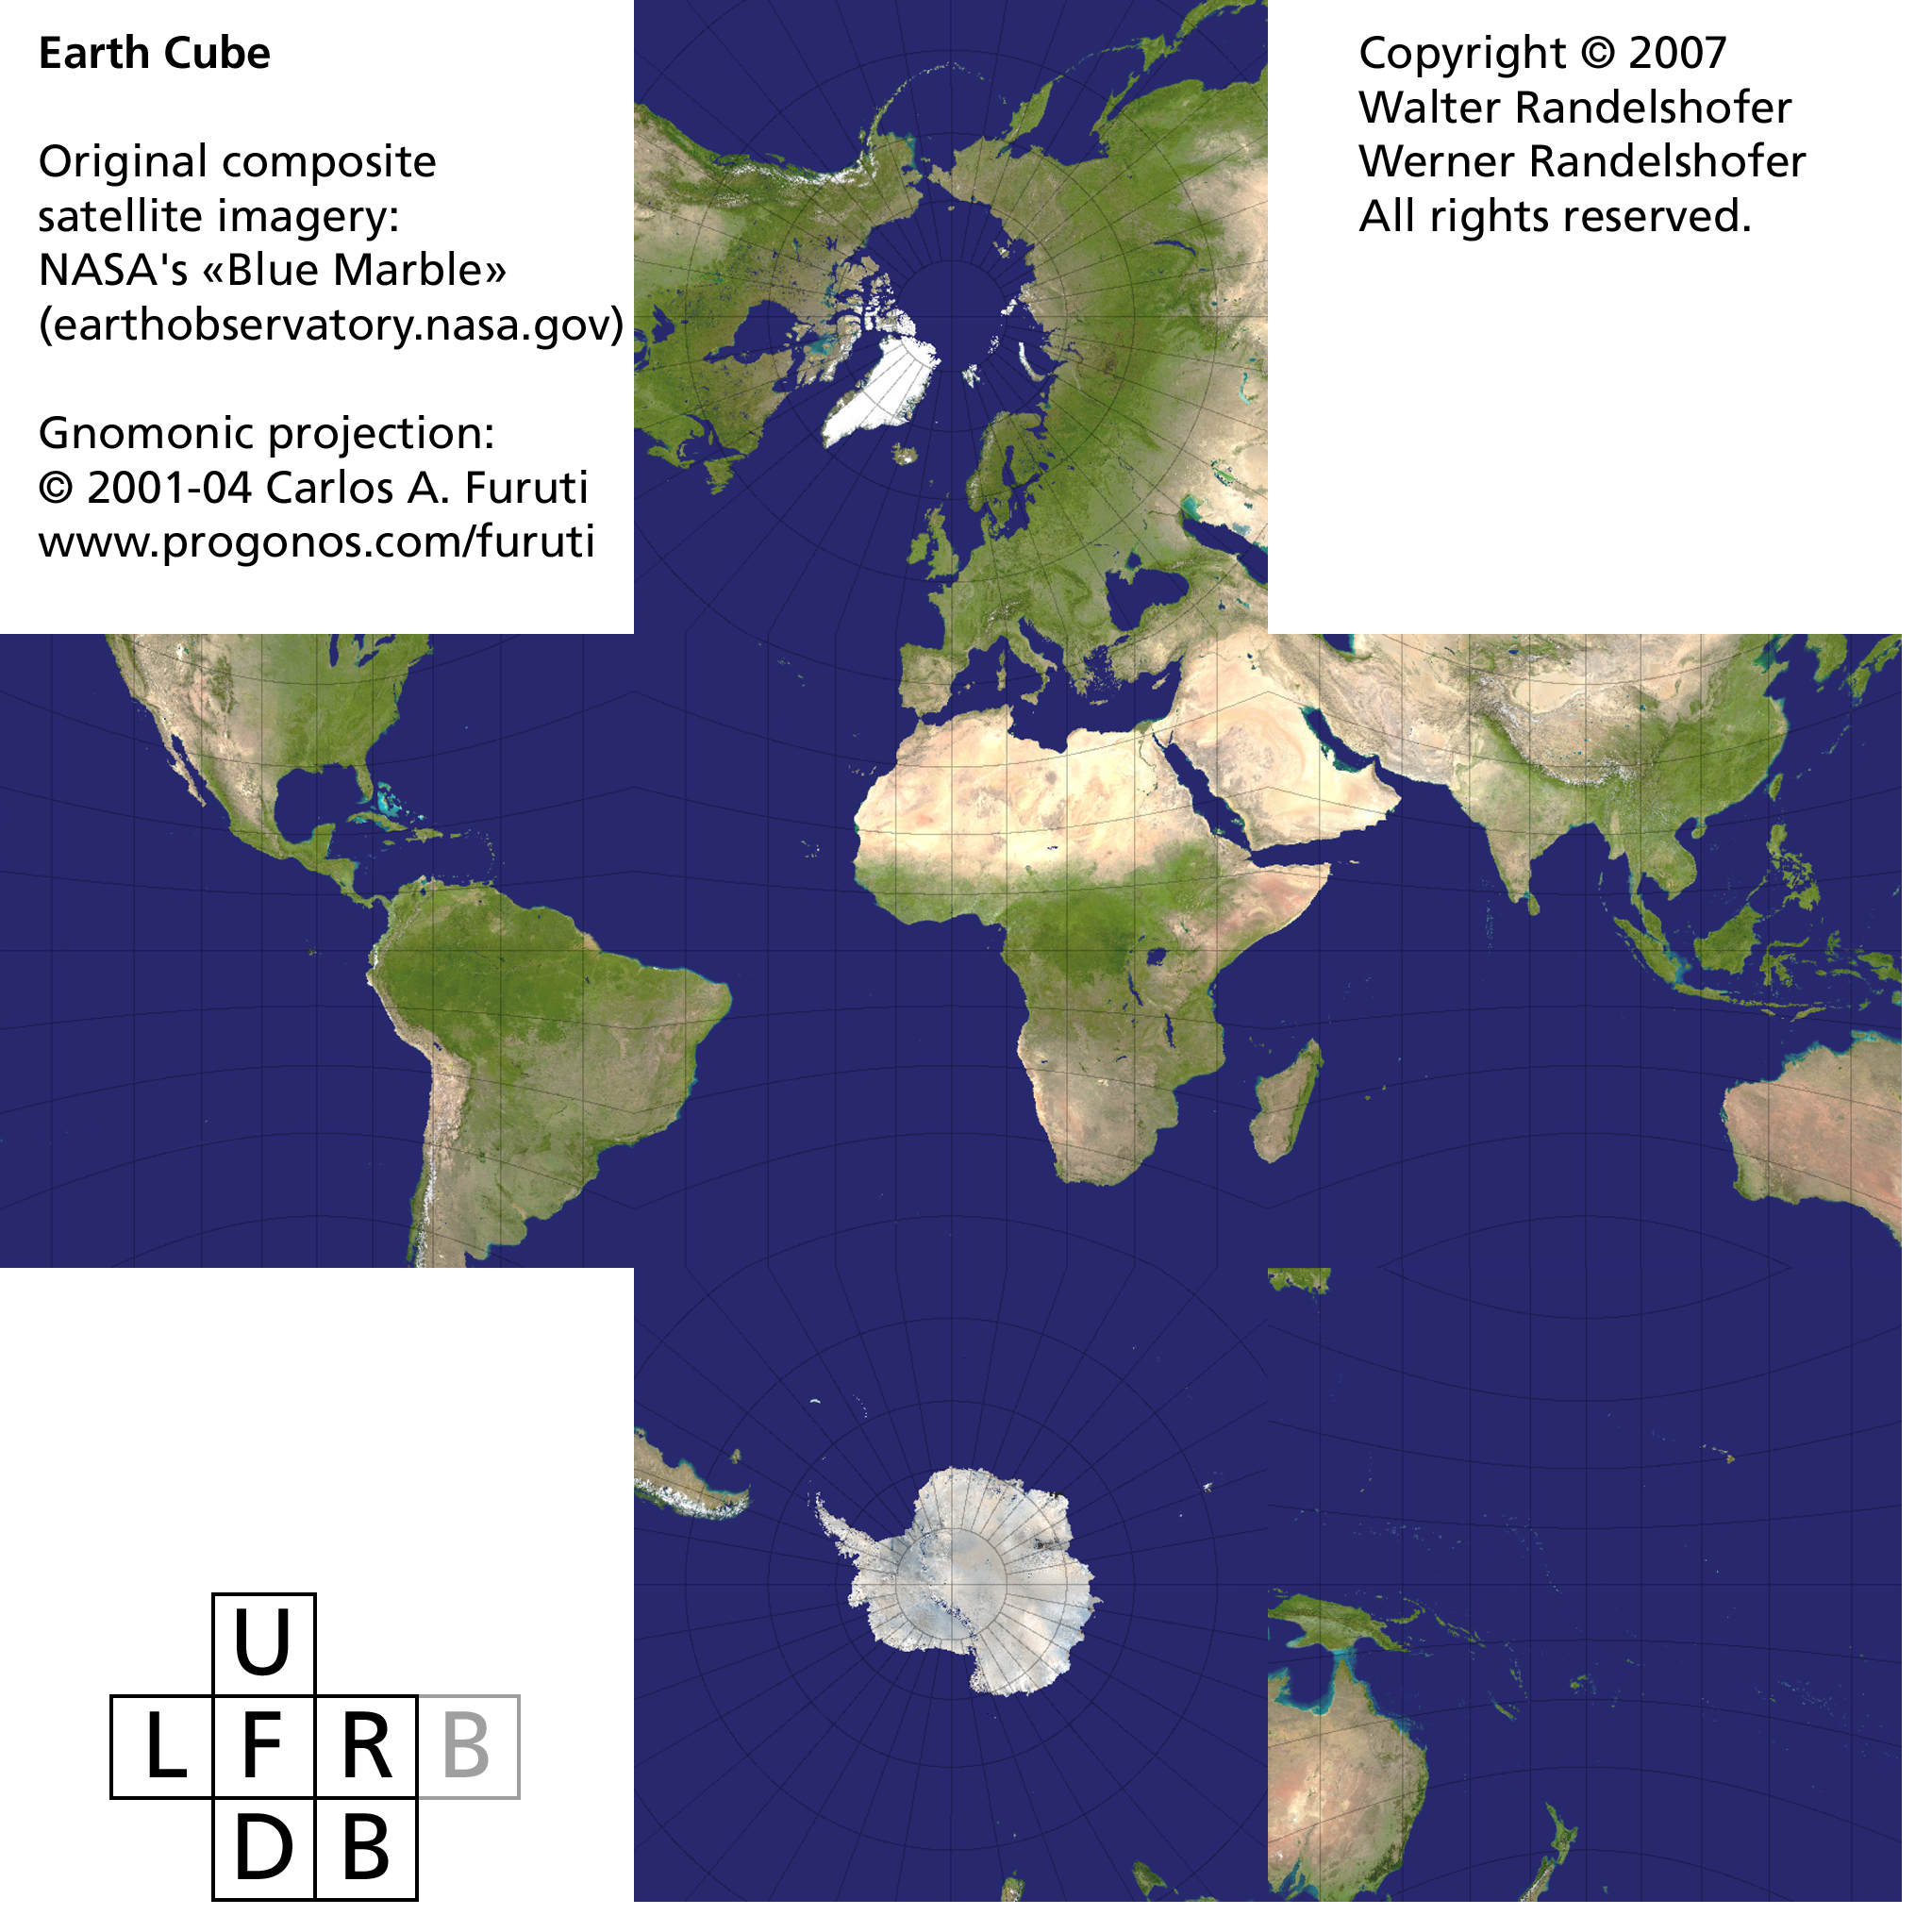 Earth Cube
Original composite
satellite imagery:
NASA's «Blue Marble»
(earthobservatory.nasa.gov)
Gnomonic projection:
© 2001-04 Carlos A. Furuti
www.progonos.com/furuti
Copyright © 2007
Walter Randelshofer
Werner Randelshofer
All rights reserved.
U
L F R B
D B